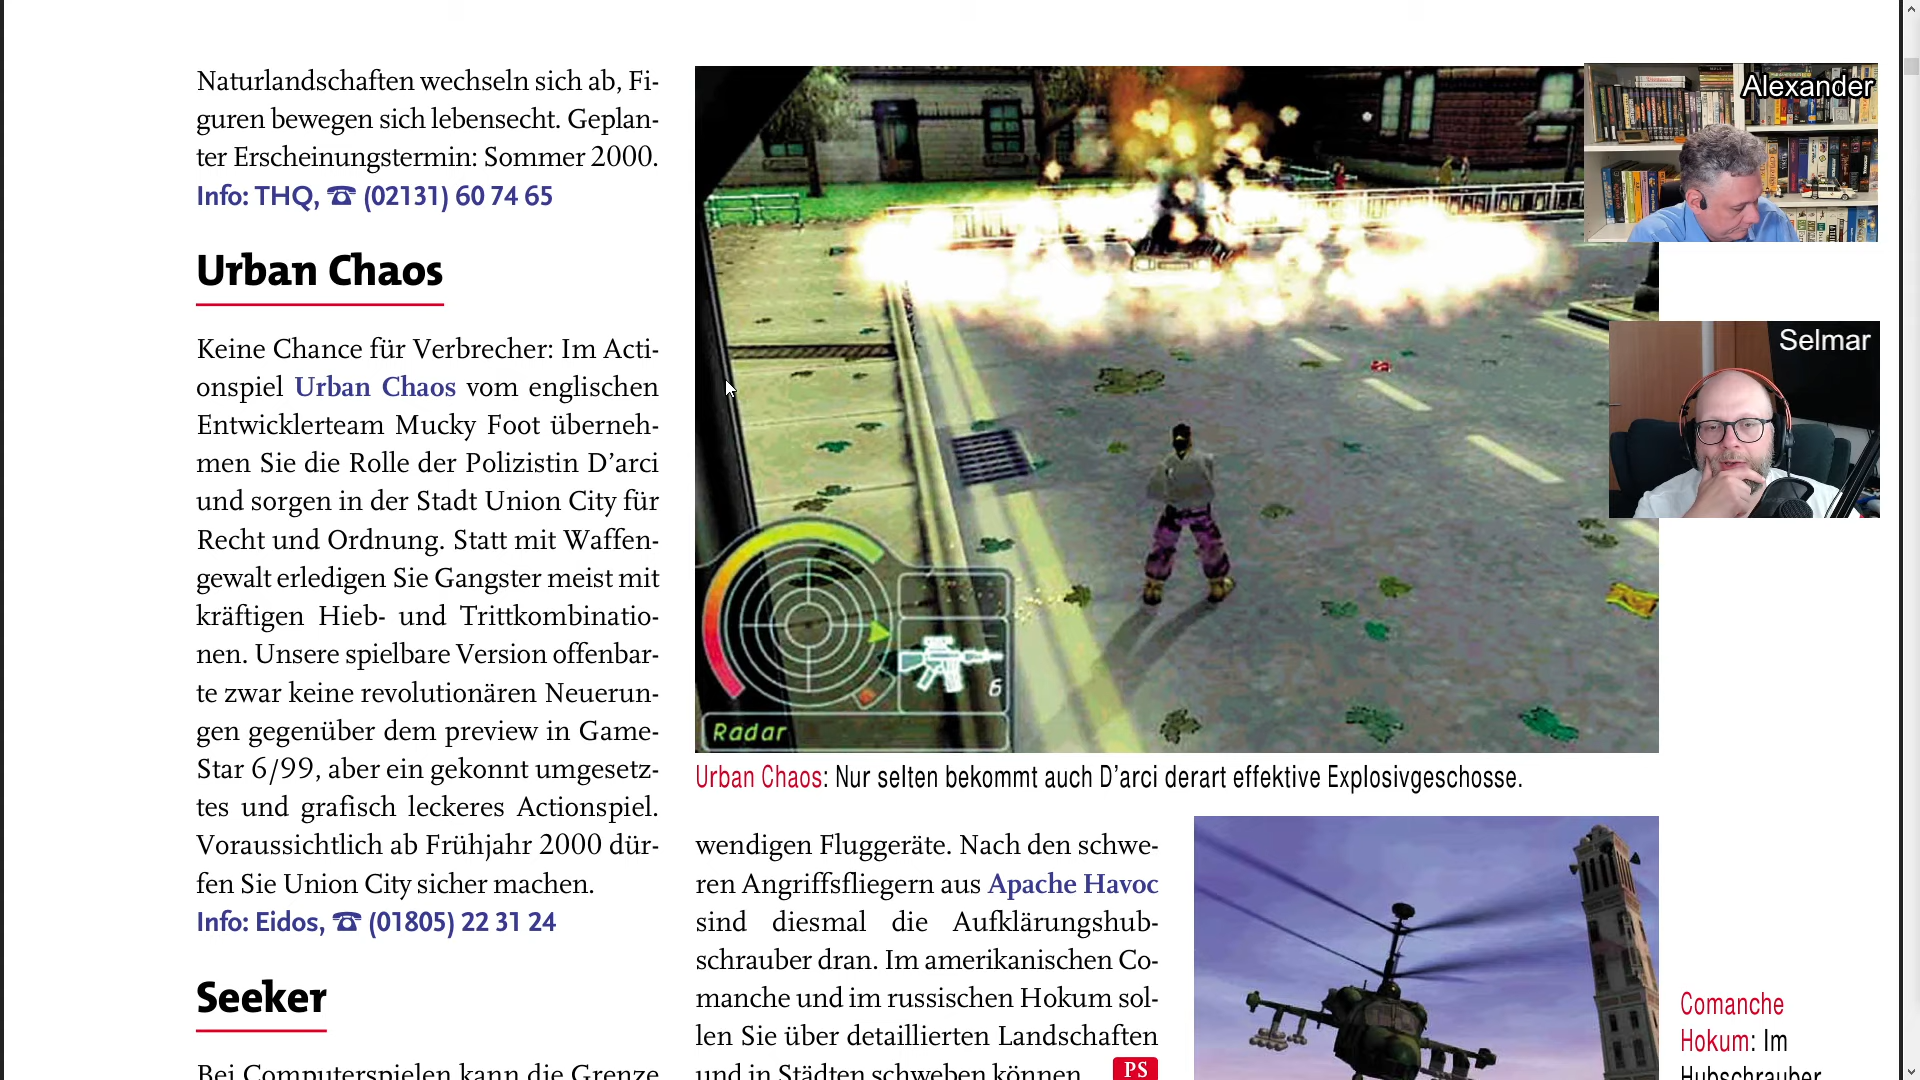 Naturlandschaften wechseln sich ab, Fi-
guren bewegen sich lebensecht. Geplan-
ter Erscheinungstermin: Sommer 2000.
Info: THQ, ☎ (02131) 60 74 65
Urban Chaos
Keine Chance für Verbrecher: Im Acti-
onspiel Urban Chaos vom englischen
Entwicklerteam Mucky Foot überneh-
men Sie die Rolle der Polizistin D'arci
und sorgen in der Stadt Union City für
Recht und Ordnung. Statt mit Waffen-
gewalt erledigen Sie Gangster meist mit
kräftigen Hieb- und Trittkombinatio-
nen. Unsere spielbare Version offenbar-
te zwar keine revolutionären Neuerun-
gen gegenüber dem preview in Game-
Star 6/99, aber ein gekonnt umgesetz-
tes und grafisch leckeres Actionspiel.
Voraussichtlich ab Frühjahr 2000 dür-
fen Sie Union City sicher machen.
Info: Eidos, ☎ (01805) 22 31 24
Seeker
Bei Computerspielen kann die Grenze
6
Radar
Urban Chaos: Nur selten bekommt auch D'arci derart effektive Explosivgeschosse.
wendigen Fluggeräte. Nach den schwe-
ren Angriffsfliegern aus Apache Havoc
sind diesmal die Aufklärungshub-
schrauber dran. Im amerikanischen Co-
manche und im russischen Hokum sol-
len Sie über detaillierten Landschaften
und in Städten schweben können. PS
Comanche
Hokum: Im
Hubschrauber
Alexander
Selmar